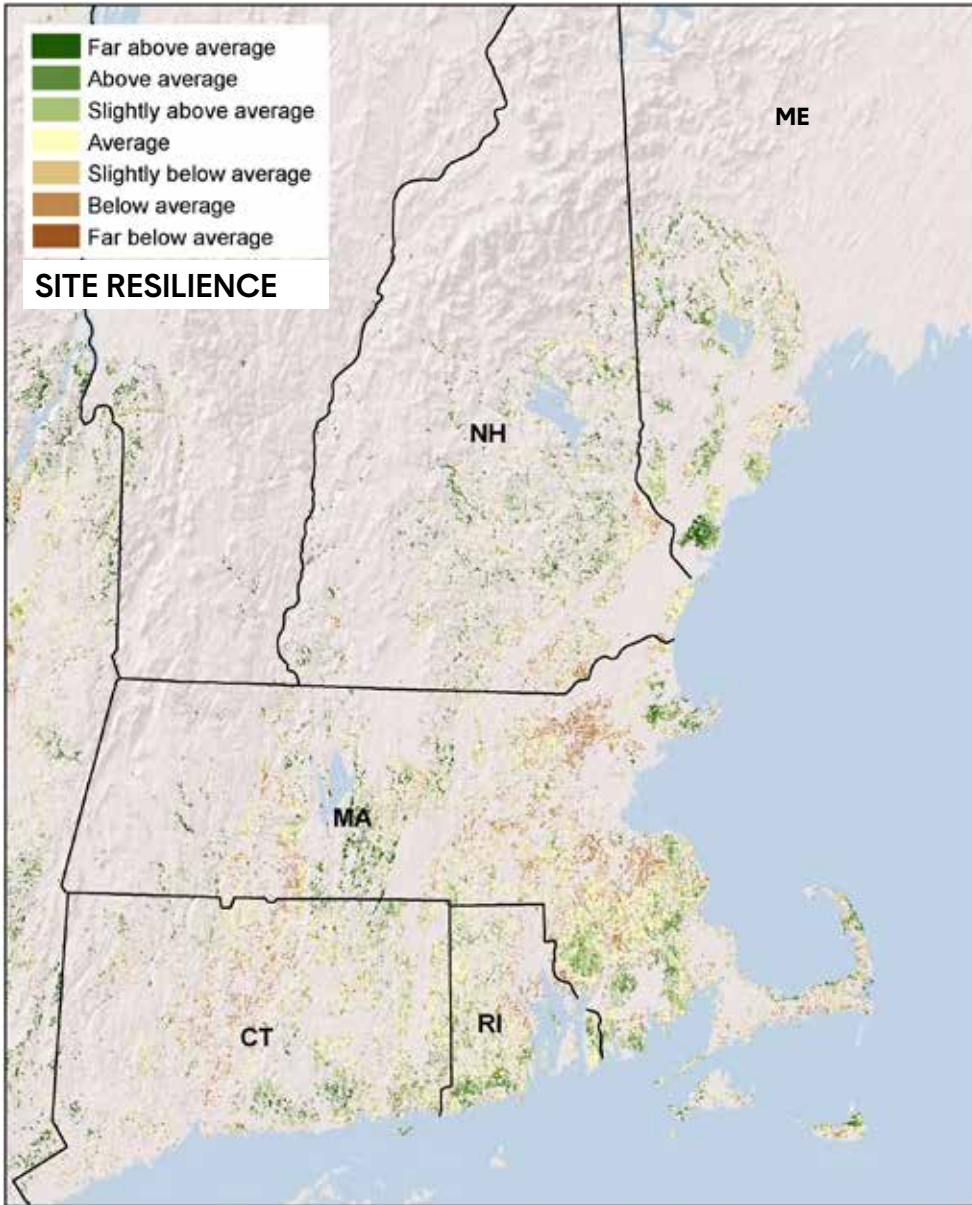 Far above average
Above average
Slightly above average
Average
Slightly below average
Below average
Far below average
SITE RESILIENCE
ME
NH
MA
CT
RI